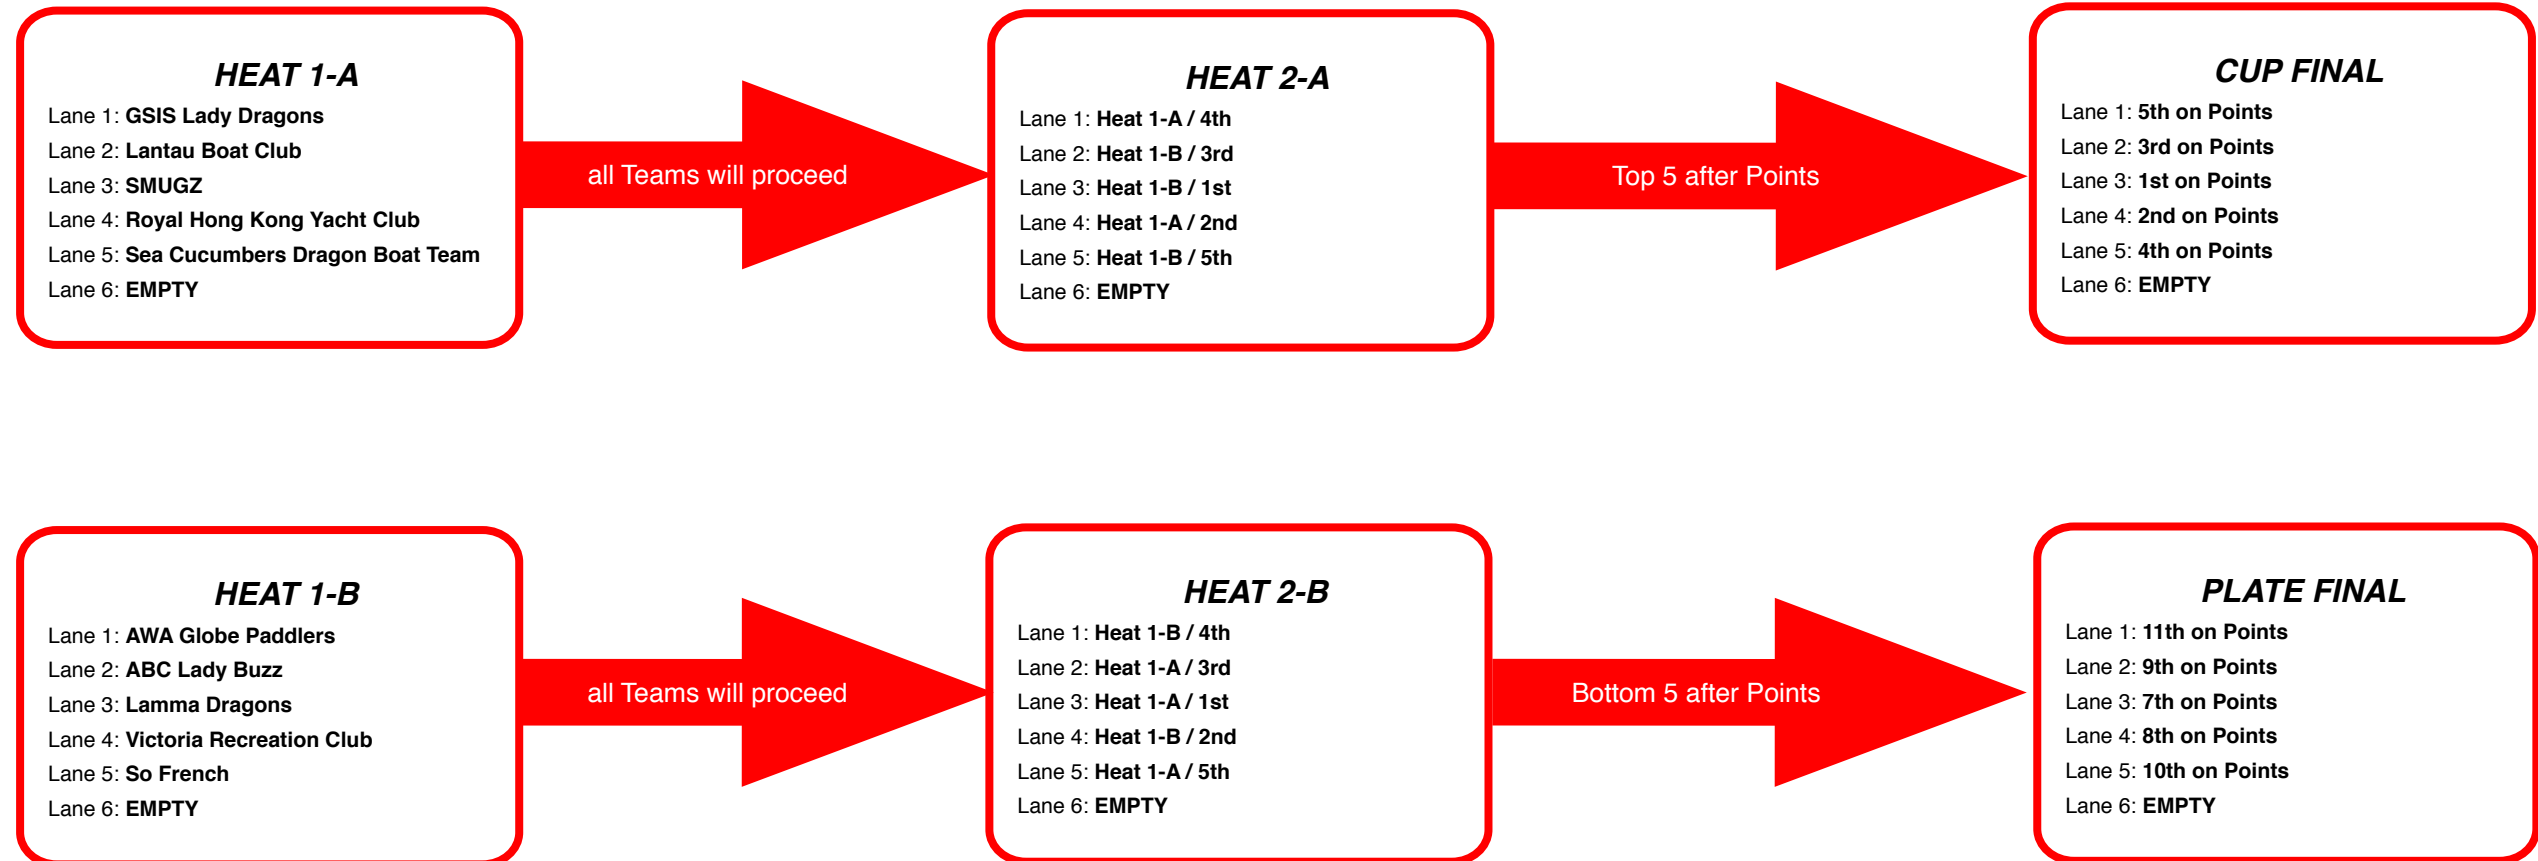 HEAT 1-A
Lane 1: GSIS Lady Dragons
Lane 2: Lantau Boat Club
Lane 3: SMUGZ
Lane 4: Royal Hong Kong Yacht Club
Lane 5: Sea Cucumbers Dragon Boat Team
Lane 6: EMPTY
all Teams will proceed
HEAT 2-A
Lane 1: Heat 1-A / 4th
Lane 2: Heat 1-B / 3rd
Lane 3: Heat 1-B / 1st
Lane 4: Heat 1-A / 2nd
Lane 5: Heat 1-B / 5th
Lane 6: EMPTY
Top 5 after Points
CUP FINAL
Lane 1: 5th on Points
Lane 2: 3rd on Points
Lane 3: 1st on Points
Lane 4: 2nd on Points
Lane 5: 4th on Points
Lane 6: EMPTY
HEAT 1-B
Lane 1: AWA Globe Paddlers
Lane 2: ABC Lady Buzz
Lane 3: Lamma Dragons
Lane 4: Victoria Recreation Club
Lane 5: So French
Lane 6: EMPTY
all Teams will proceed
HEAT 2-B
Lane 1: Heat 1-B / 4th
Lane 2: Heat 1-A / 3rd
Lane 3: Heat 1-A / 1st
Lane 4: Heat 1-B / 2nd
Lane 5: Heat 1-A / 5th
Lane 6: EMPTY
Bottom 5 after Points
PLATE FINAL
Lane 1: 11th on Points
Lane 2: 9th on Points
Lane 3: 7th on Points
Lane 4: 8th on Points
Lane 5: 10th on Points
Lane 6: EMPTY